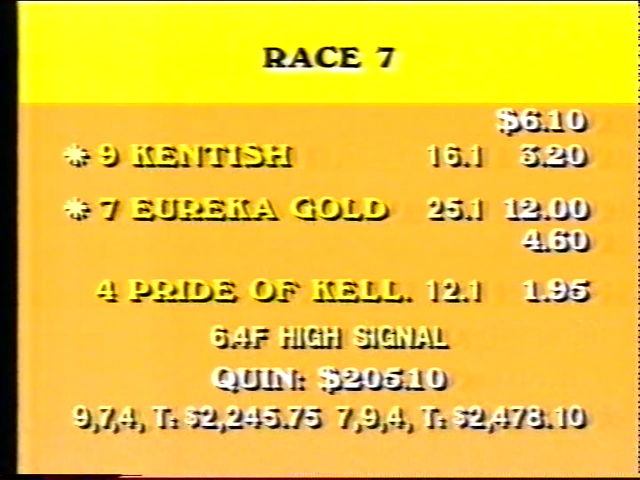 RACE 7
$6.10
* 9 KENTISH 16.1 3.20
* 7 EUREKA GOLD 25.1 12.00
4.60
4 PRIDE OF KELL. 12.1 1.95
6.4F HIGH SIGNAL
QUIN: $205.10
9,7,4, T: $2,245.75 7,9,4, T: $2,478.10